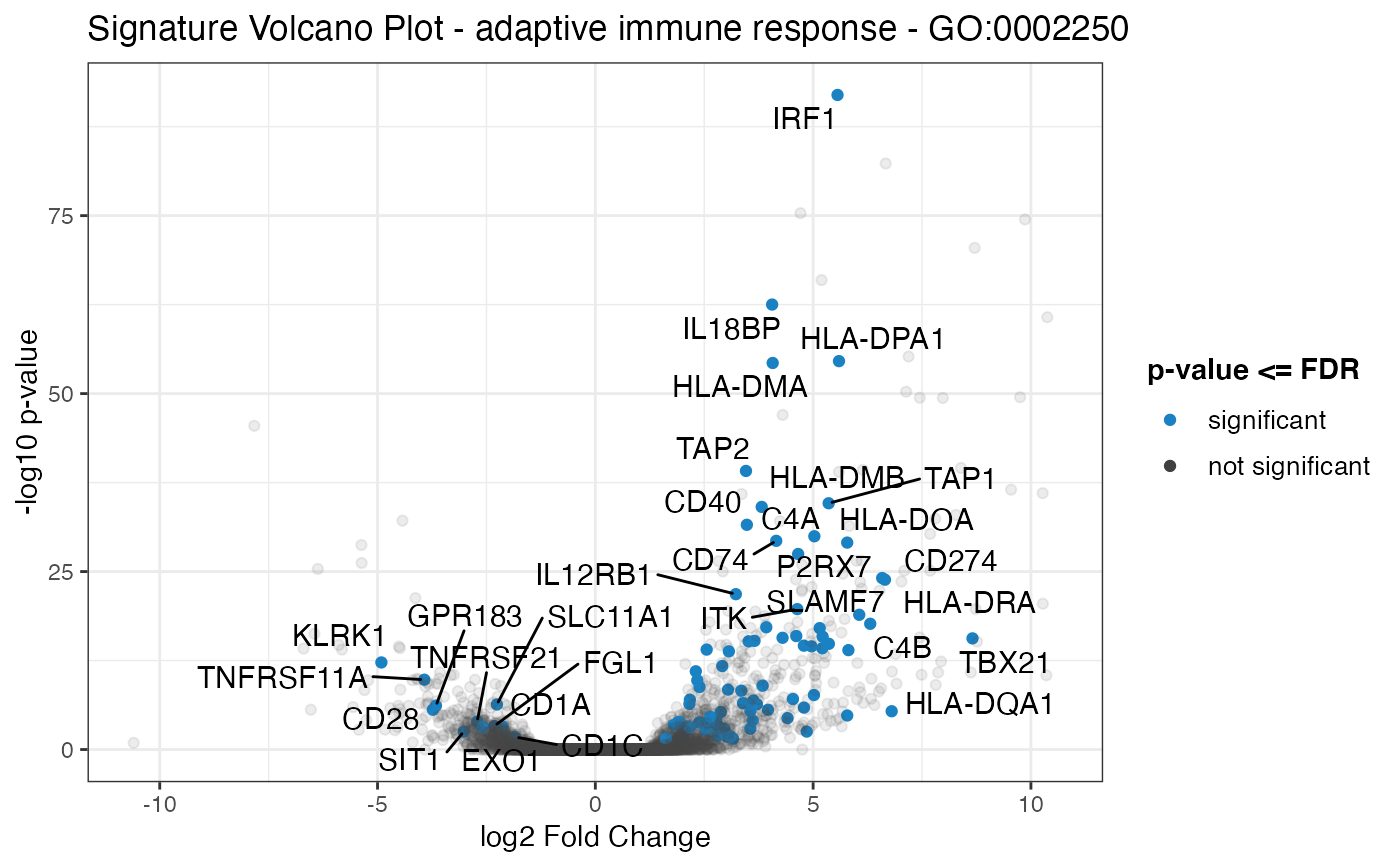 Signature Volcano Plot - adaptive immune response - GO:0002250
IRF1
75
IL18BP
HLA-DPA1
HLA-DMA
50
TAP2
HLA-DMB
TAP1
CD40
C4A
HLA-DOA
CD74
P2RX7
CD274
25
IL12RB1
ITK
SLAMF7
HLA-DRA
GPR183
SLC11A1
KLRK1
C4B
TNFRSF21
FGL1
TBX21
TNFRSF11A
CD1A
HLA-DQA1
CD28
0
SIT1
EXO1
CD1C
-10
-5
0
5
10
log2 Fold Change
-log10 p-value
p-value <= FDR
significant
not significant